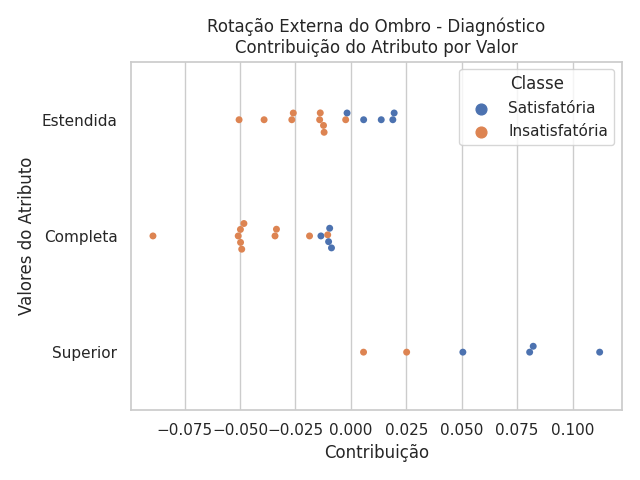 Rotação Externa do Ombro - Diagnóstico
Contribuição do Atributo por Valor
Classe
Satisfatória
Insatisfatória
Valores do Atributo
Estendida
Completa
Superior
−0.075 −0.050 −0.025 0.000 0.025 0.050 0.075 0.100
Contribuição